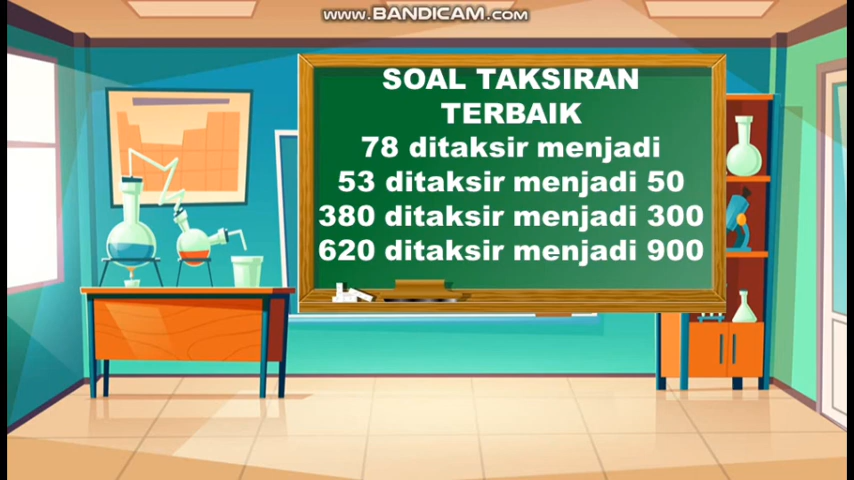 WWW.BANDICAM.COM
SOAL TAKSIRAN
TERBAIK
78 ditaksir menjadi
53 ditaksir menjadi 50
380 ditaksir menjadi 300
620 ditaksir menjadi 900